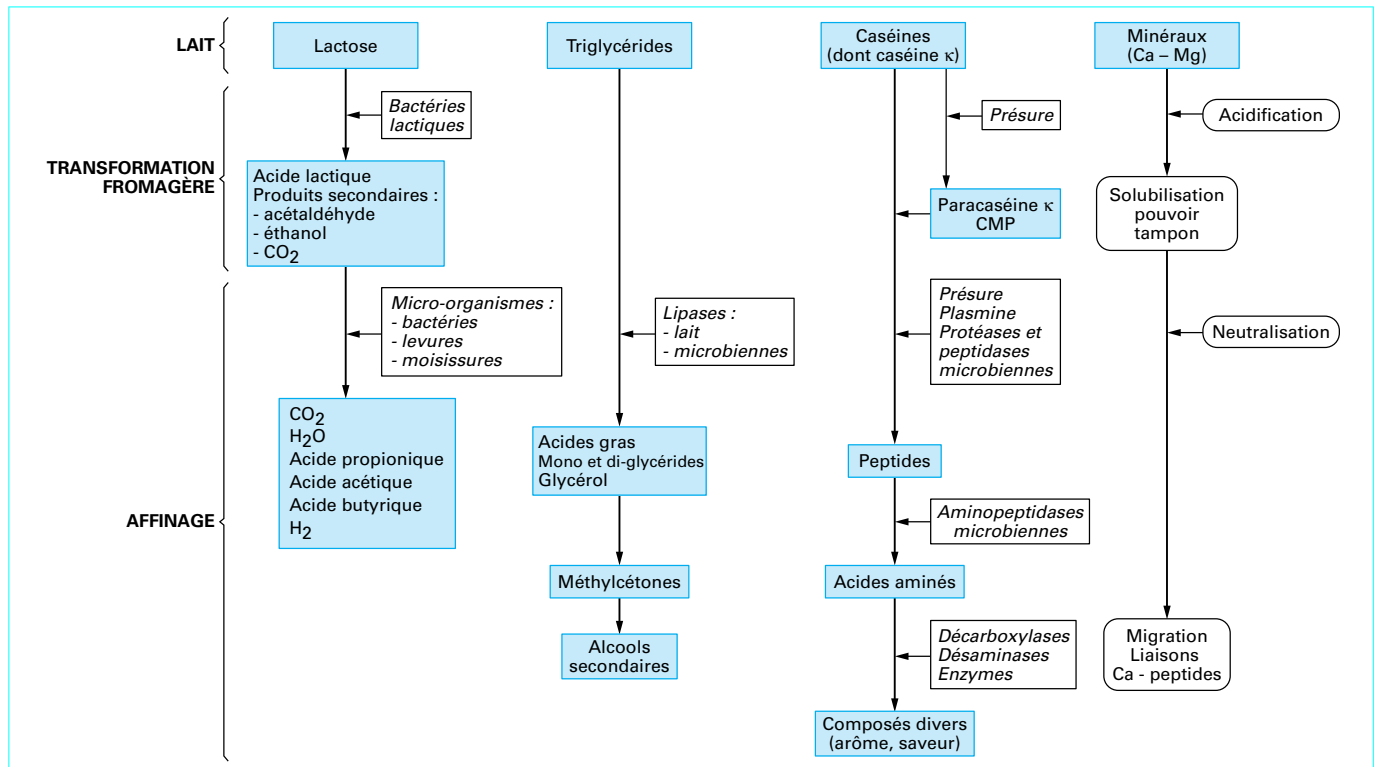 LAIT
Lactose
Triglycérides
Caséines
(dont caséine κ)
Minéraux
(Ca – Mg)
TRANSFORMATION
FROMAGÈRE
Bactéries
lactiques
Présure
Acidification
Acide lactique
Produits secondaires :
- acétaldéhyde
- éthanol
- CO2
Paracaséine κ
CMP
Solubilisation
pouvoir
tampon
AFFINAGE
Micro-organismes :
- bactéries
- levures
- moisissures
Lipases :
- lait
- microbiennes
Présure
Plasmine
Protéases et
peptidases
microbiennes
Neutralisation
CO2
H2O
Acide propionique
Acide acétique
Acide butyrique
H2
Acides gras
Mono et di-glycérides
Glycérol
Peptides
Aminopeptidases
microbiennes
Méthylcétones
Acides aminés
Alcools
secondaires
Décarboxylases
Désaminases
Enzymes
Migration
Liaisons
Ca - peptides
Composés divers
(arôme, saveur)